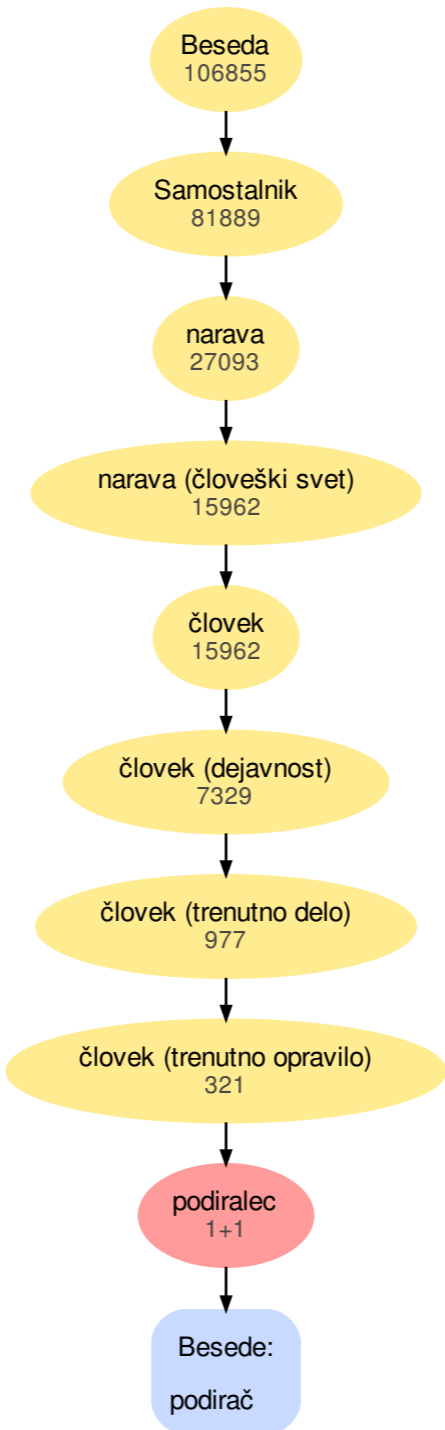 Beseda
106855
Samostalnik
81889
narava
27093
narava (človeški svet)
15962
človek
15962
človek (dejavnost)
7329
človek (trenutno delo)
977
človek (trenutno opravilo)
321
podiralec
1+1
Besede:
podirač